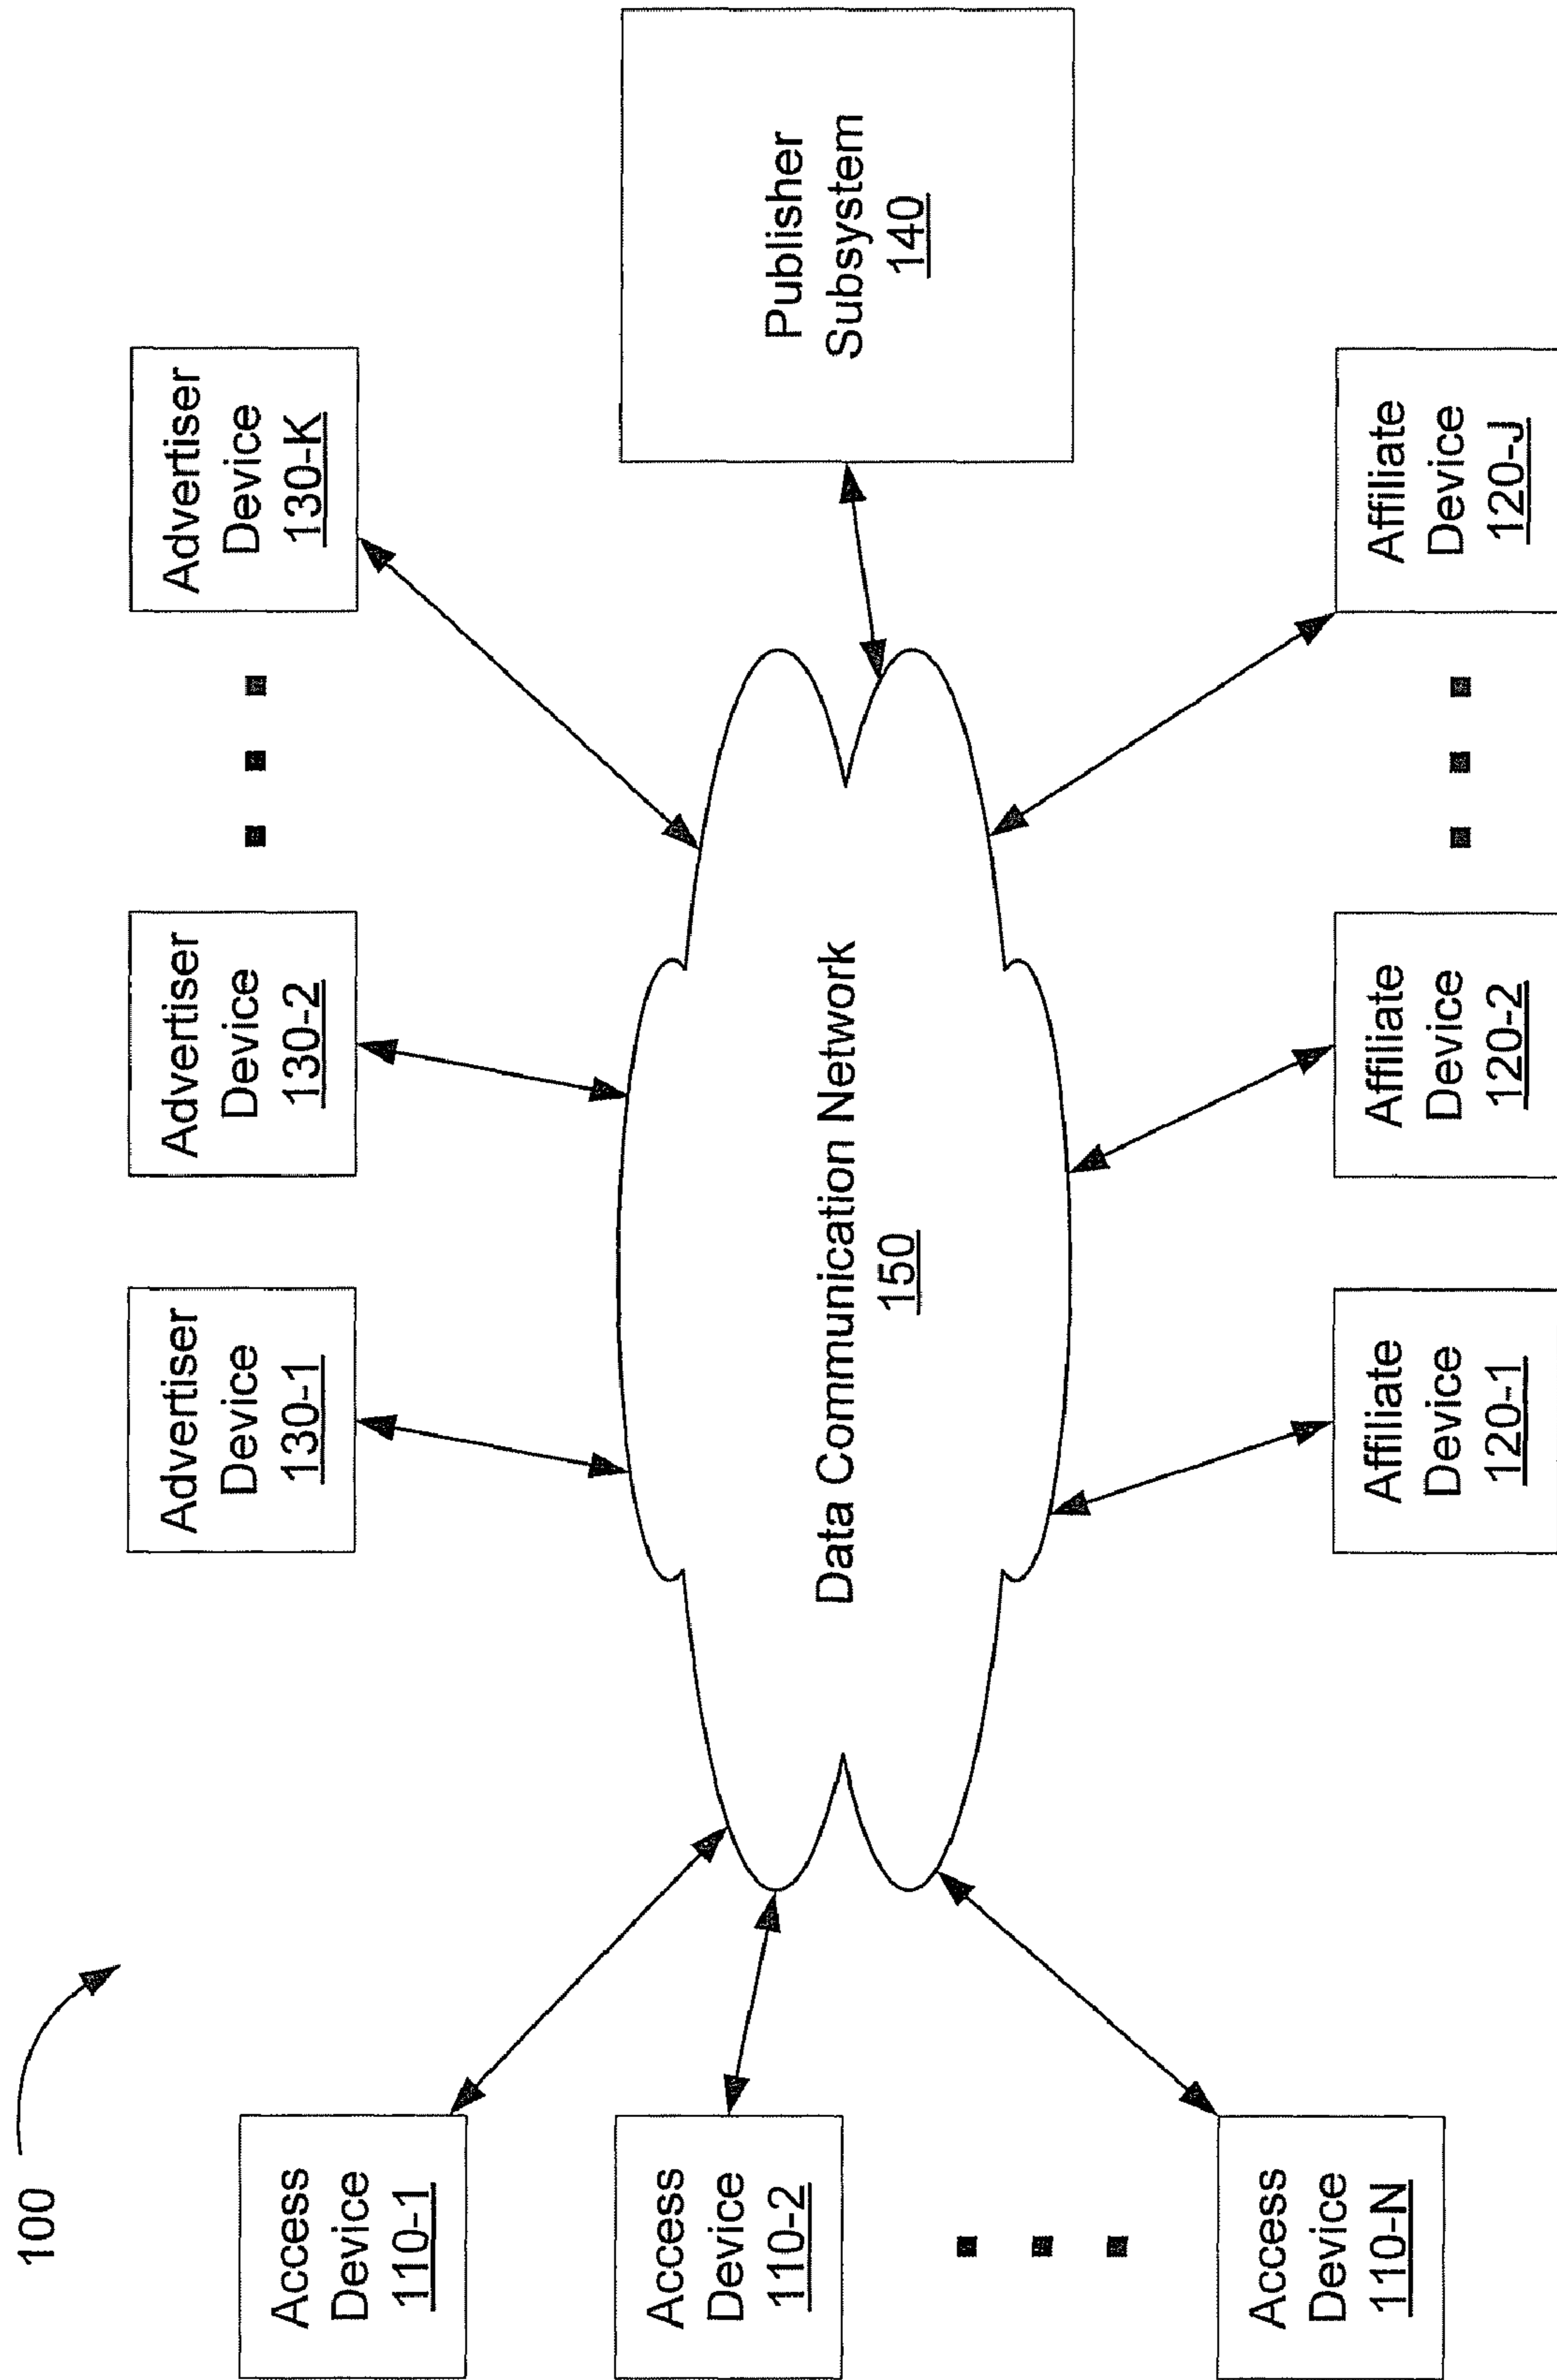 100
Advertiser
Device
130-1
Advertiser
Device
130-2
Advertiser
Device
130-K
Access
Device
110-1
Access
Device
110-2
Access
Device
110-N
Data Communication Network
150
Publisher
Subsystem
140
Affiliate
Device
120-1
Affiliate
Device
120-2
Affiliate
Device
120-J